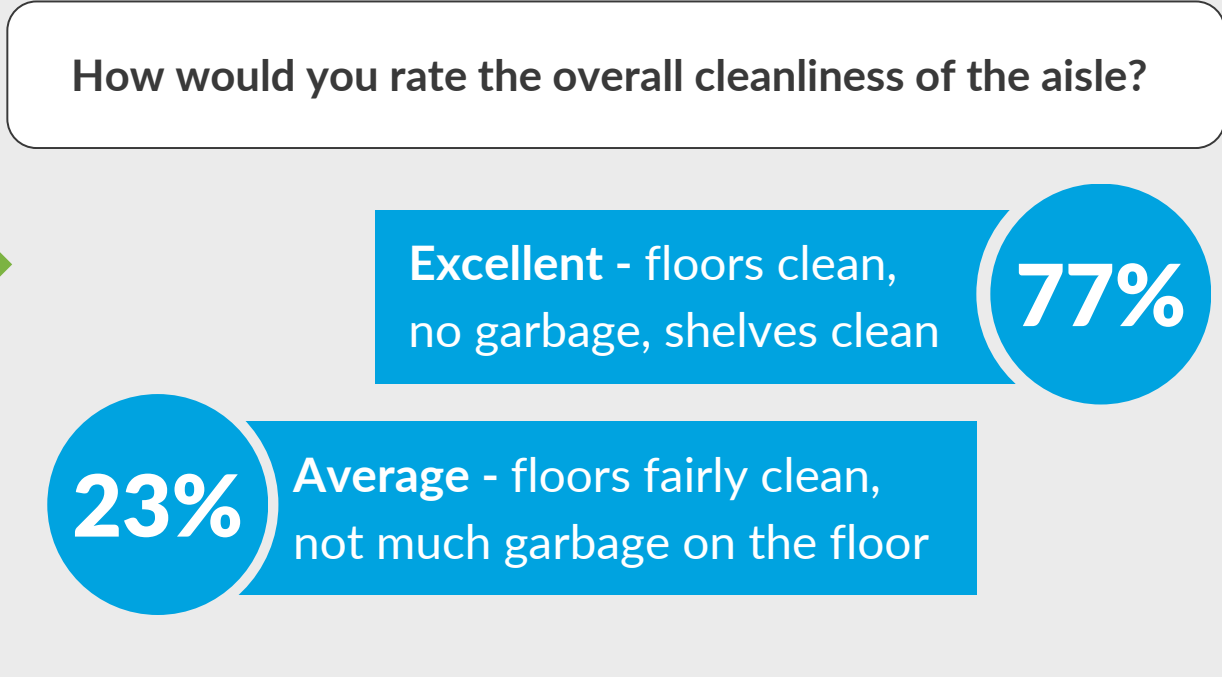 How would you rate the overall cleanliness of the aisle?
Excellent - floors clean,
no garbage, shelves clean
77%
23%
Average - floors fairly clean,
not much garbage on the floor